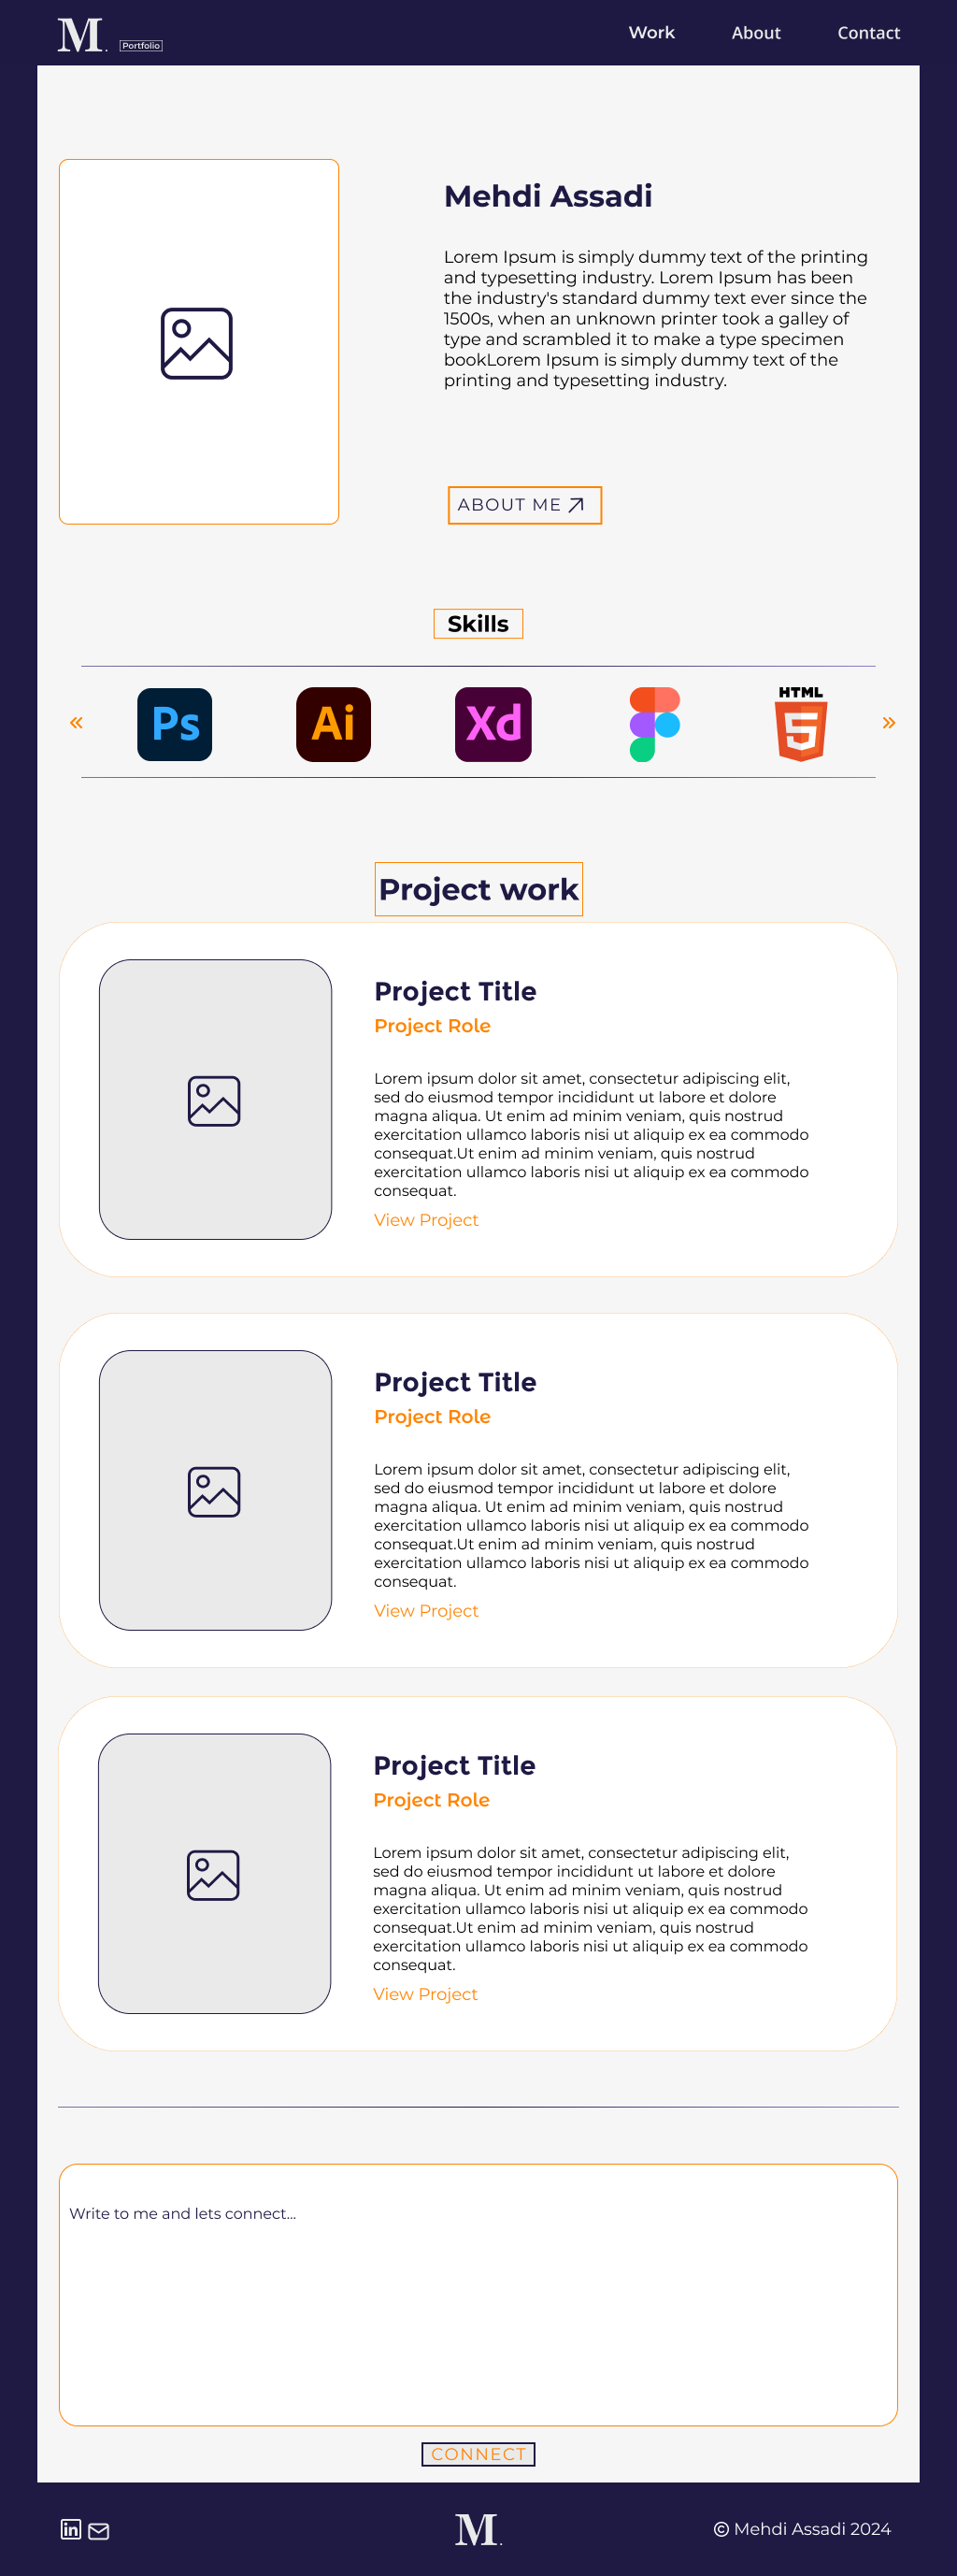 M.
Portfolio
Work
About
Contact
Mehdi Assadi
Lorem Ipsum is simply dummy text of the printing
and typesetting industry. Lorem Ipsum has been
the industry's standard dummy text ever since the
1500s, when an unknown printer took a galley of
type and scrambled it to make a type specimen
bookLorem Ipsum is simply dummy text of the
printing and typesetting industry.
ABOUT ME
Skills
Ps
Ai
Xd
HTML
5
Project work
Project Title
Project Role
Lorem ipsum dolor sit amet, consectetur adipiscing elit,
sed do eiusmod tempor incididunt ut labore et dolore
magna aliqua. Ut enim ad minim veniam, quis nostrud
exercitation ullamco laboris nisi ut aliquip ex ea commodo
consequat.Ut enim ad minim veniam, quis nostrud
exercitation ullamco laboris nisi ut aliquip ex ea commodo
consequat.
View Project
Project Title
Project Role
Lorem ipsum dolor sit amet, consectetur adipiscing elit,
sed do eiusmod tempor incididunt ut labore et dolore
magna aliqua. Ut enim ad minim veniam, quis nostrud
exercitation ullamco laboris nisi ut aliquip ex ea commodo
consequat.Ut enim ad minim veniam, quis nostrud
exercitation ullamco laboris nisi ut aliquip ex ea commodo
consequat.
View Project
Project Title
Project Role
Lorem ipsum dolor sit amet, consectetur adipiscing elit,
sed do eiusmod tempor incididunt ut labore et dolore
magna aliqua. Ut enim ad minim veniam, quis nostrud
exercitation ullamco laboris nisi ut aliquip ex ea commodo
consequat.Ut enim ad minim veniam, quis nostrud
exercitation ullamco laboris nisi ut aliquip ex ea commodo
consequat.
View Project
Write to me and lets connect...
CONNECT
in
M.
© Mehdi Assadi 2024